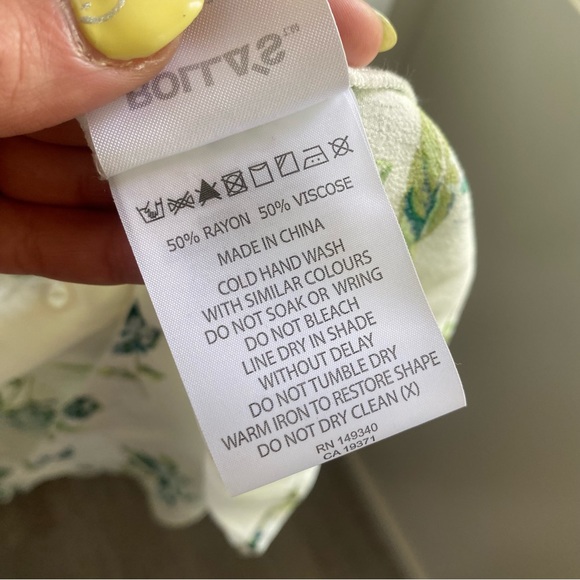 ROLLA'S
50% RAYON 50% VISCOSE
MADE IN CHINA
COLD HAND WASH
WITH SIMILAR COLOURS
DO NOT SOAK OR WRING
DO NOT BLEACH
LINE DRY IN SHADE
WITHOUT DELAY
DO NOT TUMBLE DRY
WARM IRON TO RESTORE SHAPE
DO NOT DRY CLEAN (X)
RN 149340
CA 19371